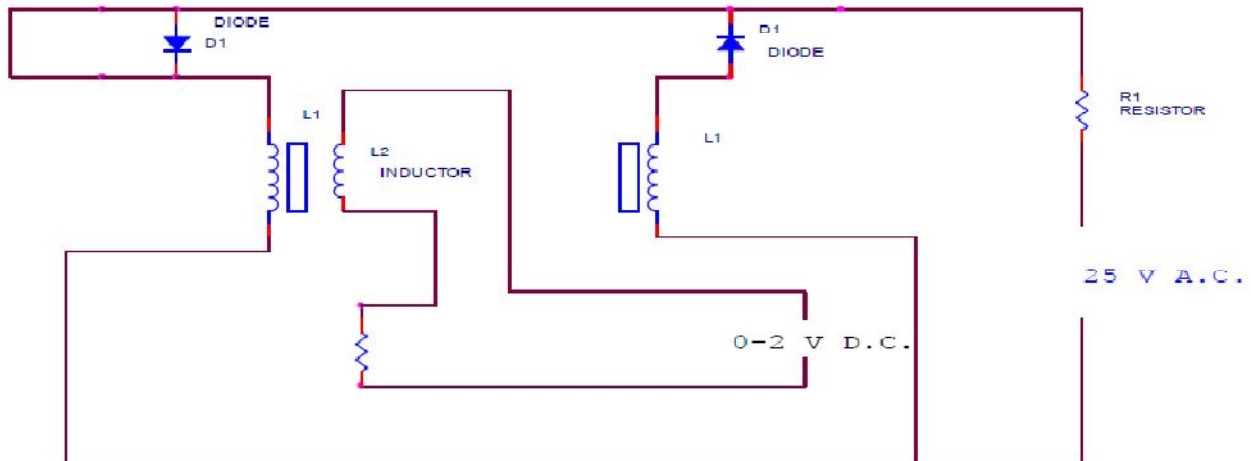 DIODE
D1
D1
DIODE
L1
L2
INDUCTOR
L1
R1
RESISTOR
25 V A.C.
0-2 V D.C.